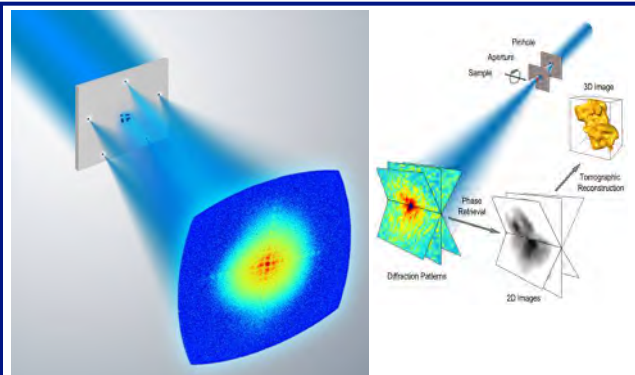 Pinhole
Aperture
Sample
3D Image
Tomographic
Reconstruction
Phase
Retrieval
Diffraction Patterns
2D Images